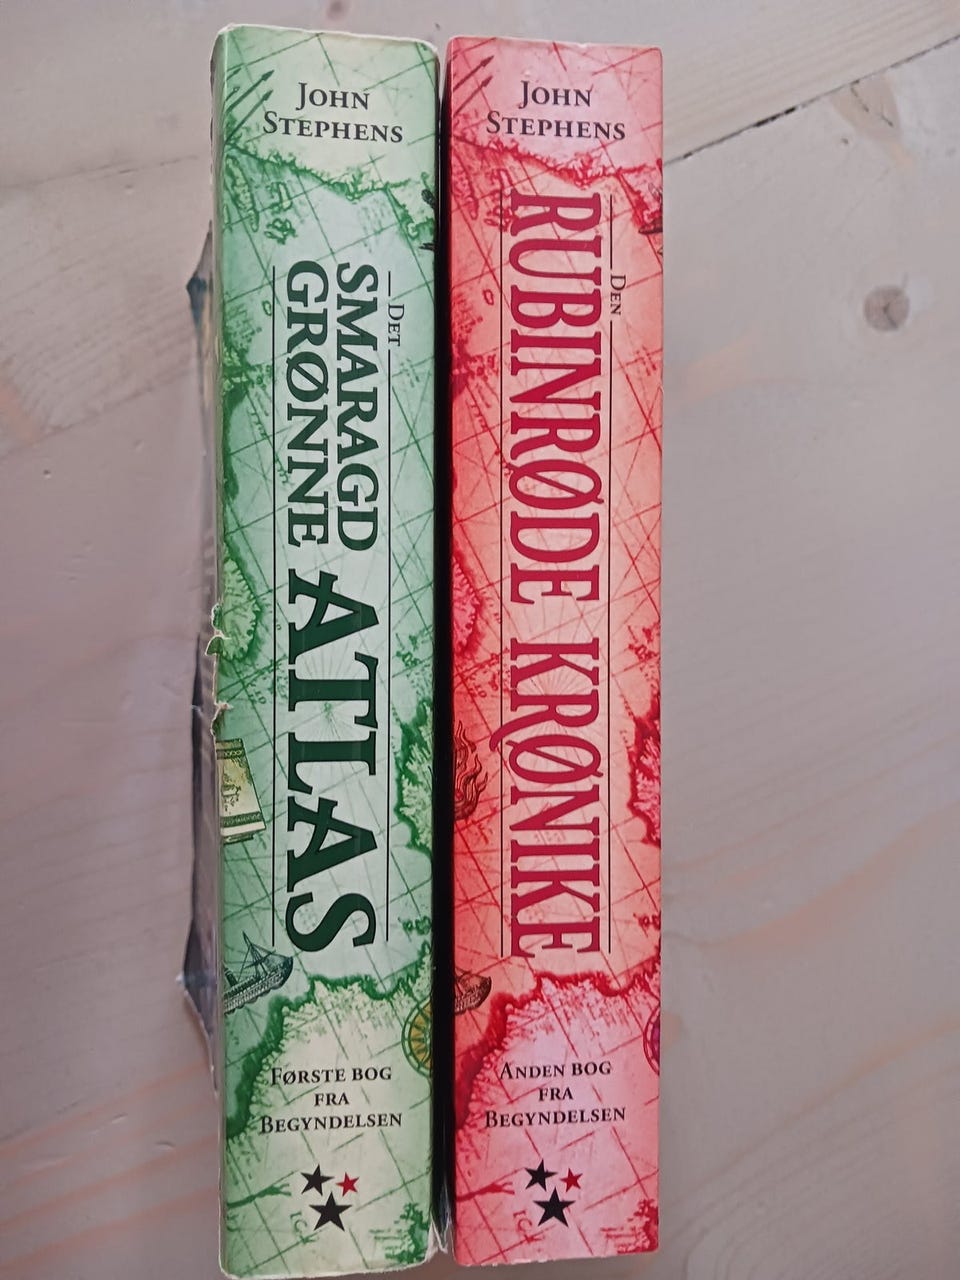 JOHN
STEPHENS
DET
SMARAGD
GRØNNE
ATLAS
FØRSTE BOG
FRA
BEGYNDELSEN
JOHN
STEPHENS
DEN
RUBINRØDE KRØNIKE
ANDEN BOG
FRA
BEGYNDELSEN